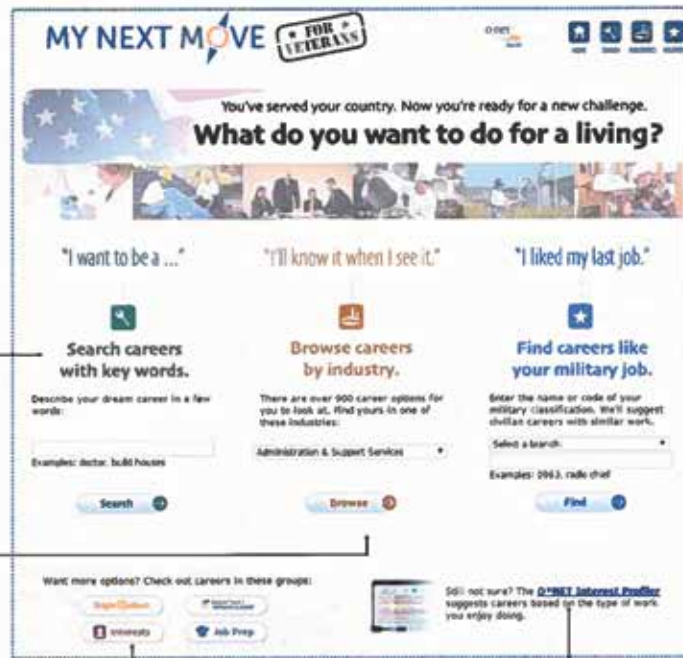 MY NEXT MOVE
FOR
VETERANS
o·net
You've served your country. Now you're ready for a new challenge.
What do you want to do for a living?
"I want to be a ..."
Search careers
with key words.
Describe your dream career in a few
words:
Examples: doctor, build houses
Search
"I'll know it when I see it."
Browse careers
by industry.
There are over 900 career options for
you to look at. Find yours in one of
these industries:
Administration & Support Services
Browse
"I liked my last job."
Find careers like
your military job.
Enter the name or code of your
military classification. We'll suggest
civilian careers with similar work.
Select a branch:
Examples: 0963, radio chief
Find
Want more options? Check out careers in these groups:
Interests
Job Prep
Still not sure? The O*NET Interest Profiler
suggests careers based on the type of work
you enjoy doing.